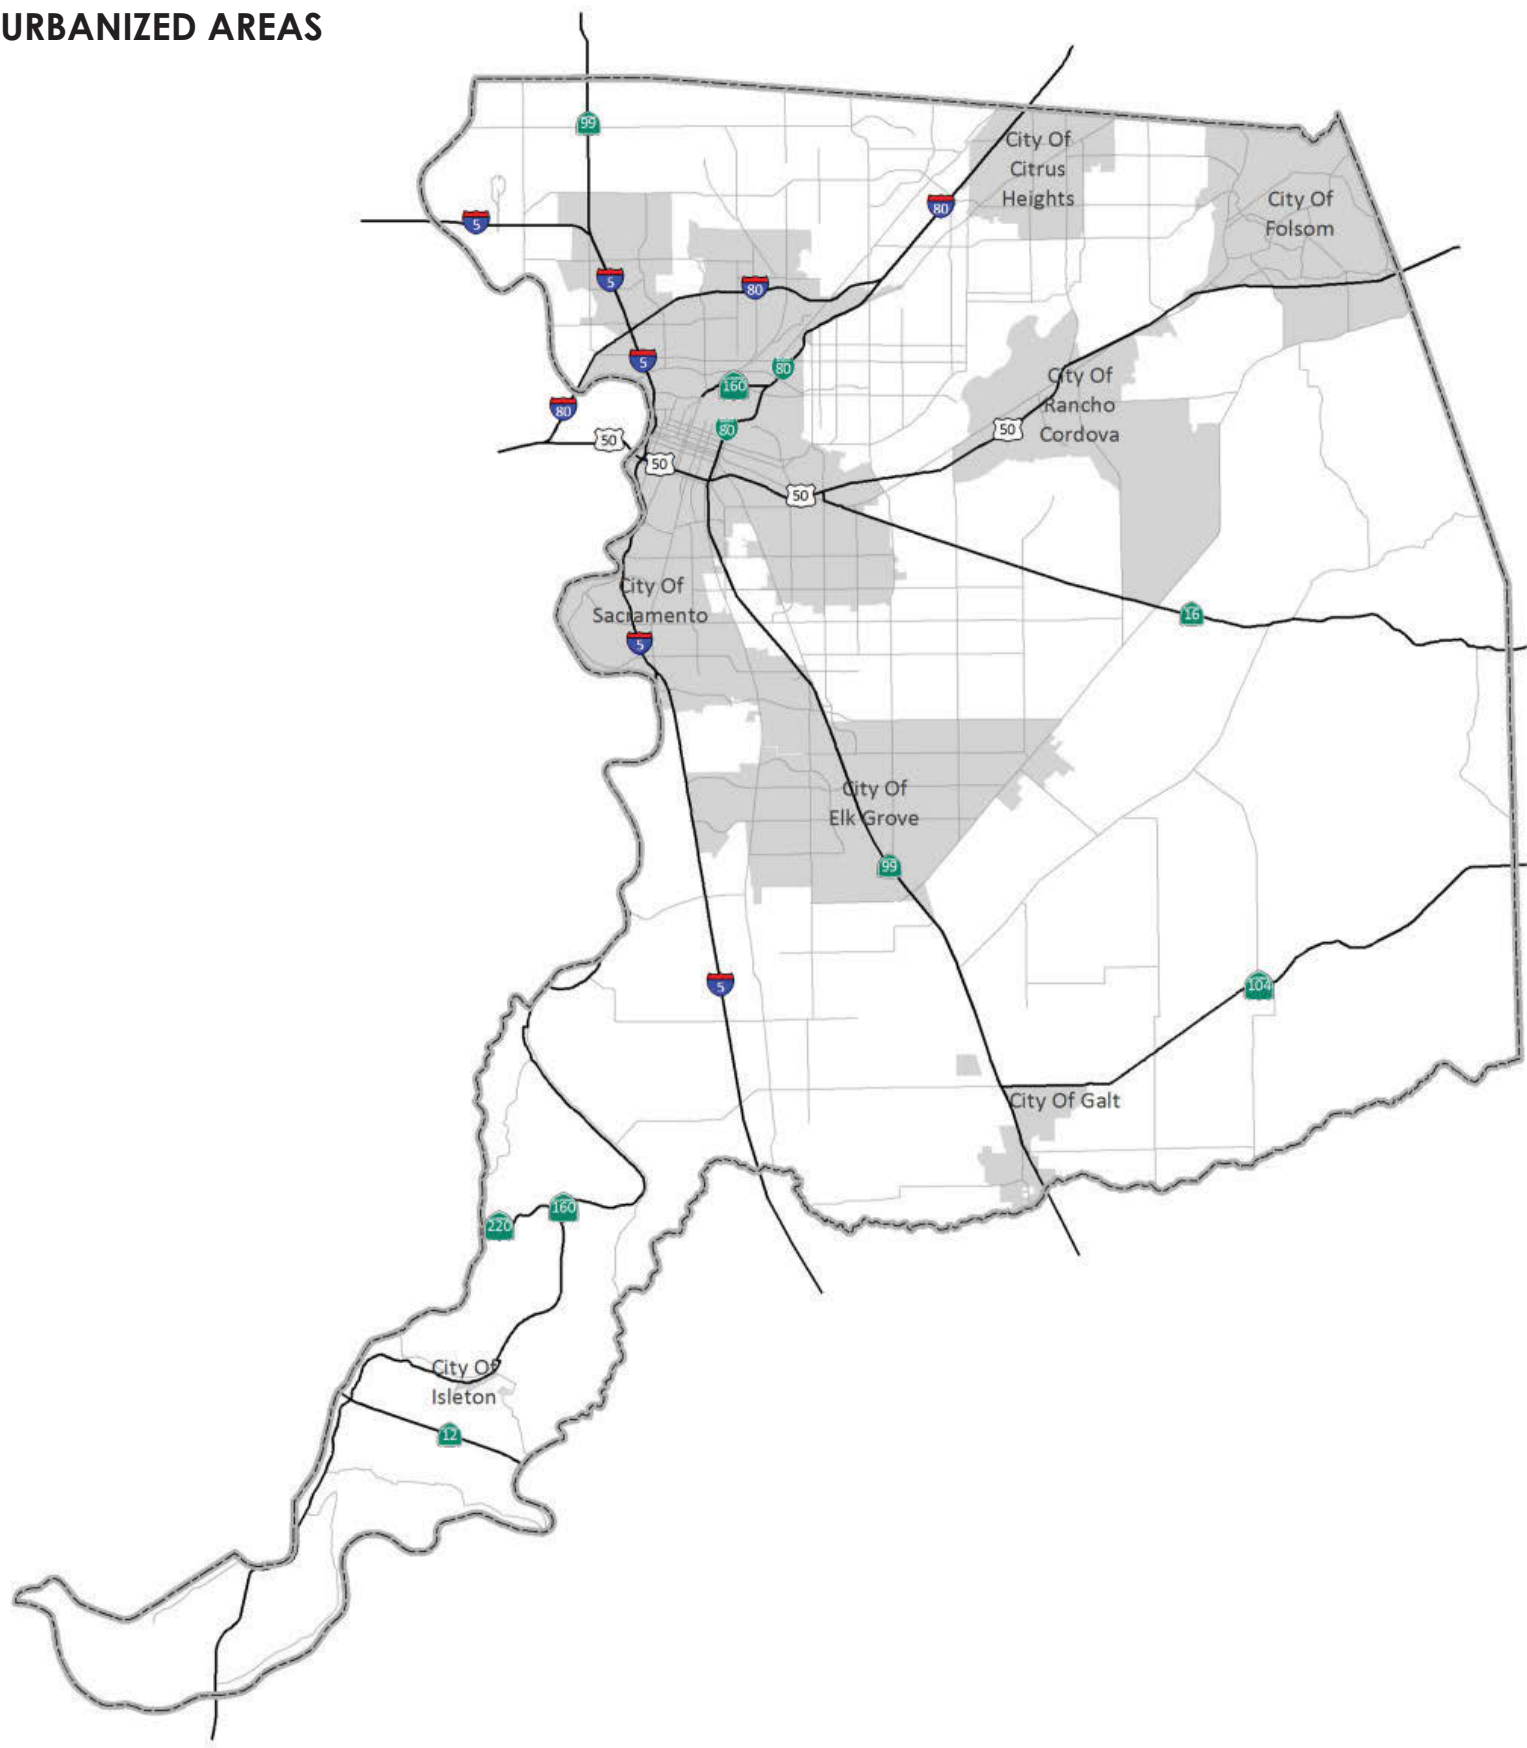 URBANIZED AREAS
99
City Of
Citrus
Heights
80
City Of
Folsom
5
5
80
5
80
160
80
80
City Of
Rancho
Cordova
50
50
50
50
City Of
Sacramento
16
5
City Of
Elk Grove
99
5
104
City Of Galt
160
220
City Of
Isleton
12